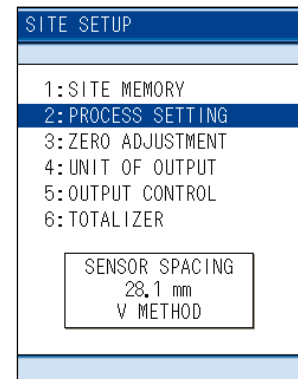 SITE SETUP
1:SITE MEMORY
2:PROCESS SETTING
3:ZERO ADJUSTMENT
4:UNIT OF OUTPUT
5:OUTPUT CONTROL
6:TOTALIZER
SENSOR SPACING
28.1 mm
V METHOD